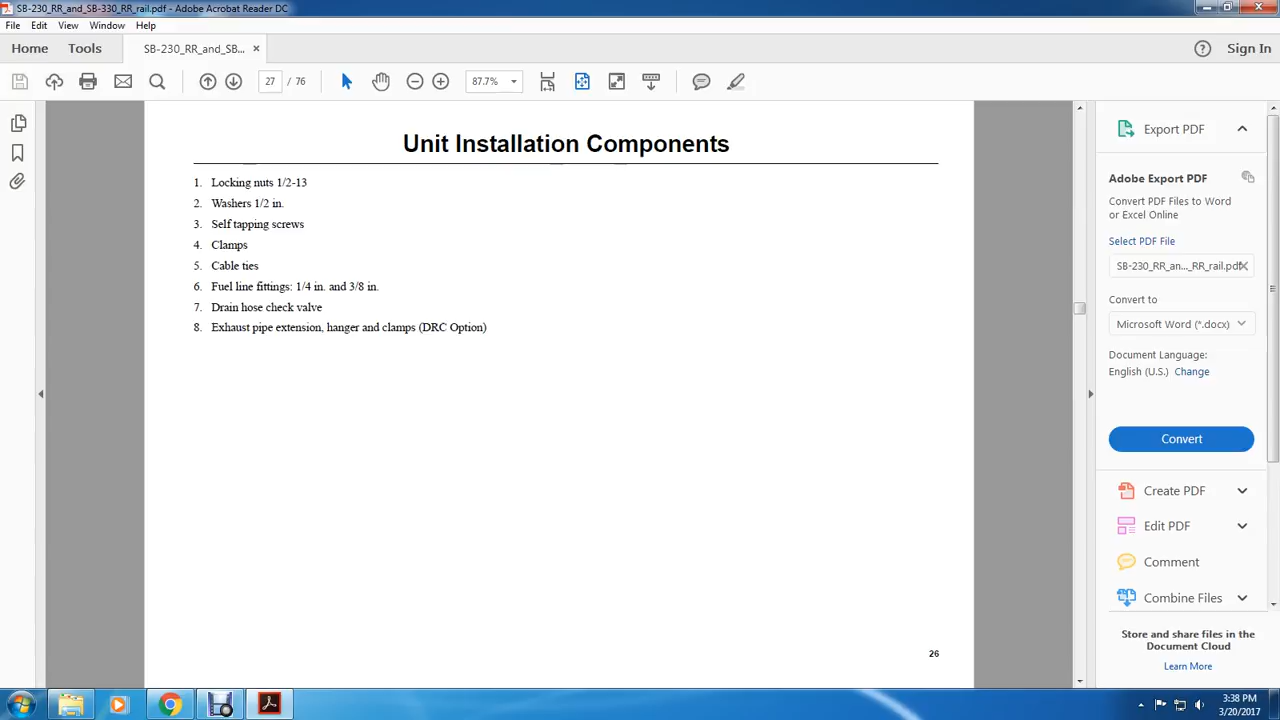 SB-230_RR_and_SB-330_RR_rail.pdf - Adobe Acrobat Reader DC
File Edit View Window Help
Home Tools SB-230_RR_and_SB... × Sign In
27 / 76 87.7%
Unit Installation Components
1. Locking nuts 1/2-13
2. Washers 1/2 in.
3. Self tapping screws
4. Clamps
5. Cable ties
6. Fuel line fittings: 1/4 in. and 3/8 in.
7. Drain hose check valve
8. Exhaust pipe extension, hanger and clamps (DRC Option)
26
Export PDF
Adobe Export PDF
Convert PDF Files to Word
or Excel Online
Select PDF File
SB-230_RR_an..._RR_rail.pdf
Convert to
Microsoft Word (*.docx)
Document Language:
English (U.S.) Change
Convert
Create PDF
Edit PDF
Comment
Combine Files
Store and share files in the
Document Cloud
Learn More
3:38 PM
3/20/2017